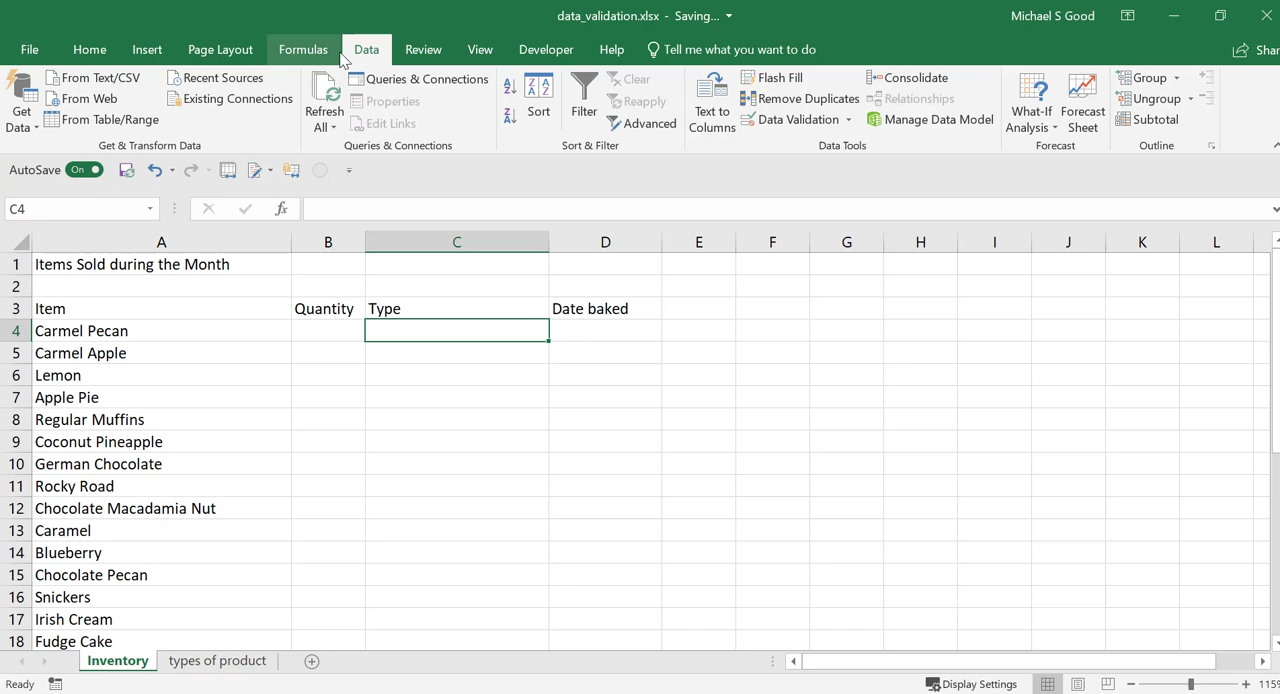 data_validation.xlsx - Saving...
Michael S Good
File Home Insert Page Layout Formulas Data Review View Developer Help Tell me what you want to do
Get Data
From Text/CSV
From Web
From Table/Range
Recent Sources
Existing Connections
Get & Transform Data
Refresh All
Queries & Connections
Properties
Edit Links
Queries & Connections
Sort
Filter
Clear
Reapply
Advanced
Sort & Filter
Text to Columns
Flash Fill
Remove Duplicates
Data Validation
Consolidate
Relationships
Manage Data Model
Data Tools
What-If Analysis
Forecast Sheet
Forecast
Group
Ungroup
Subtotal
Outline
AutoSave On
C4 fx
A B C D E F G H I J K L
1 Items Sold during the Month
2
3 Item Quantity Type Date baked
4 Carmel Pecan
5 Carmel Apple
6 Lemon
7 Apple Pie
8 Regular Muffins
9 Coconut Pineapple
10 German Chocolate
11 Rocky Road
12 Chocolate Macadamia Nut
13 Caramel
14 Blueberry
15 Chocolate Pecan
16 Snickers
17 Irish Cream
18 Fudge Cake
Inventory types of product
Ready Display Settings